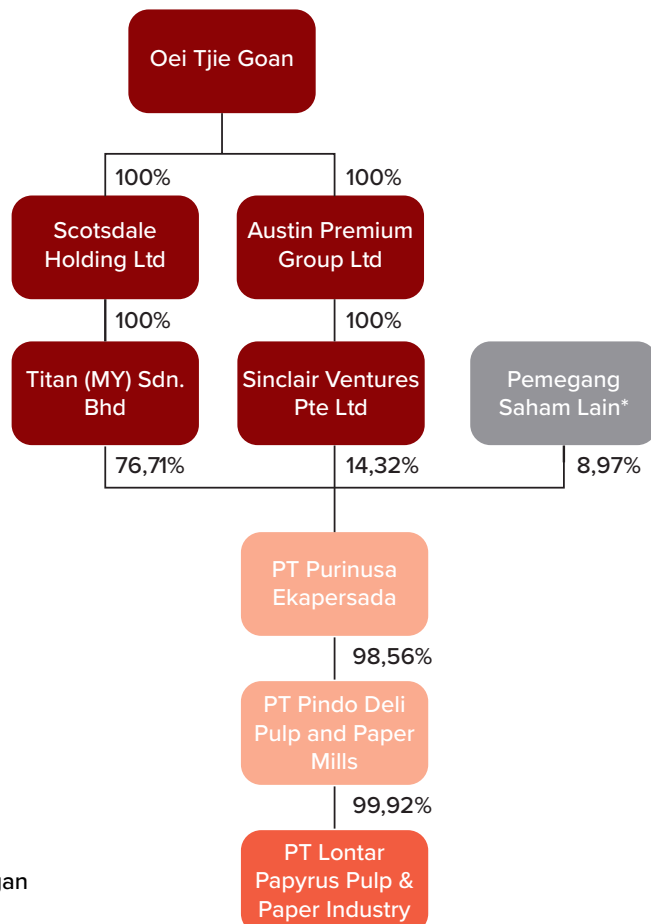 Oei Tjie Goan
100%
100%
Scotsdale
Holding Ltd
Austin Premium
Group Ltd
100%
100%
Titan (MY) Sdn.
Bhd
Sinclair Ventures
Pte Ltd
Pemegang
Saham Lain*
76,71%
14,32%
8,97%
PT Purinusa
Ekapersada
98,56%
PT Pindo Deli
Pulp and Paper
Mills
99,92%
PT Lontar
Papyrus Pulp &
Paper Industry